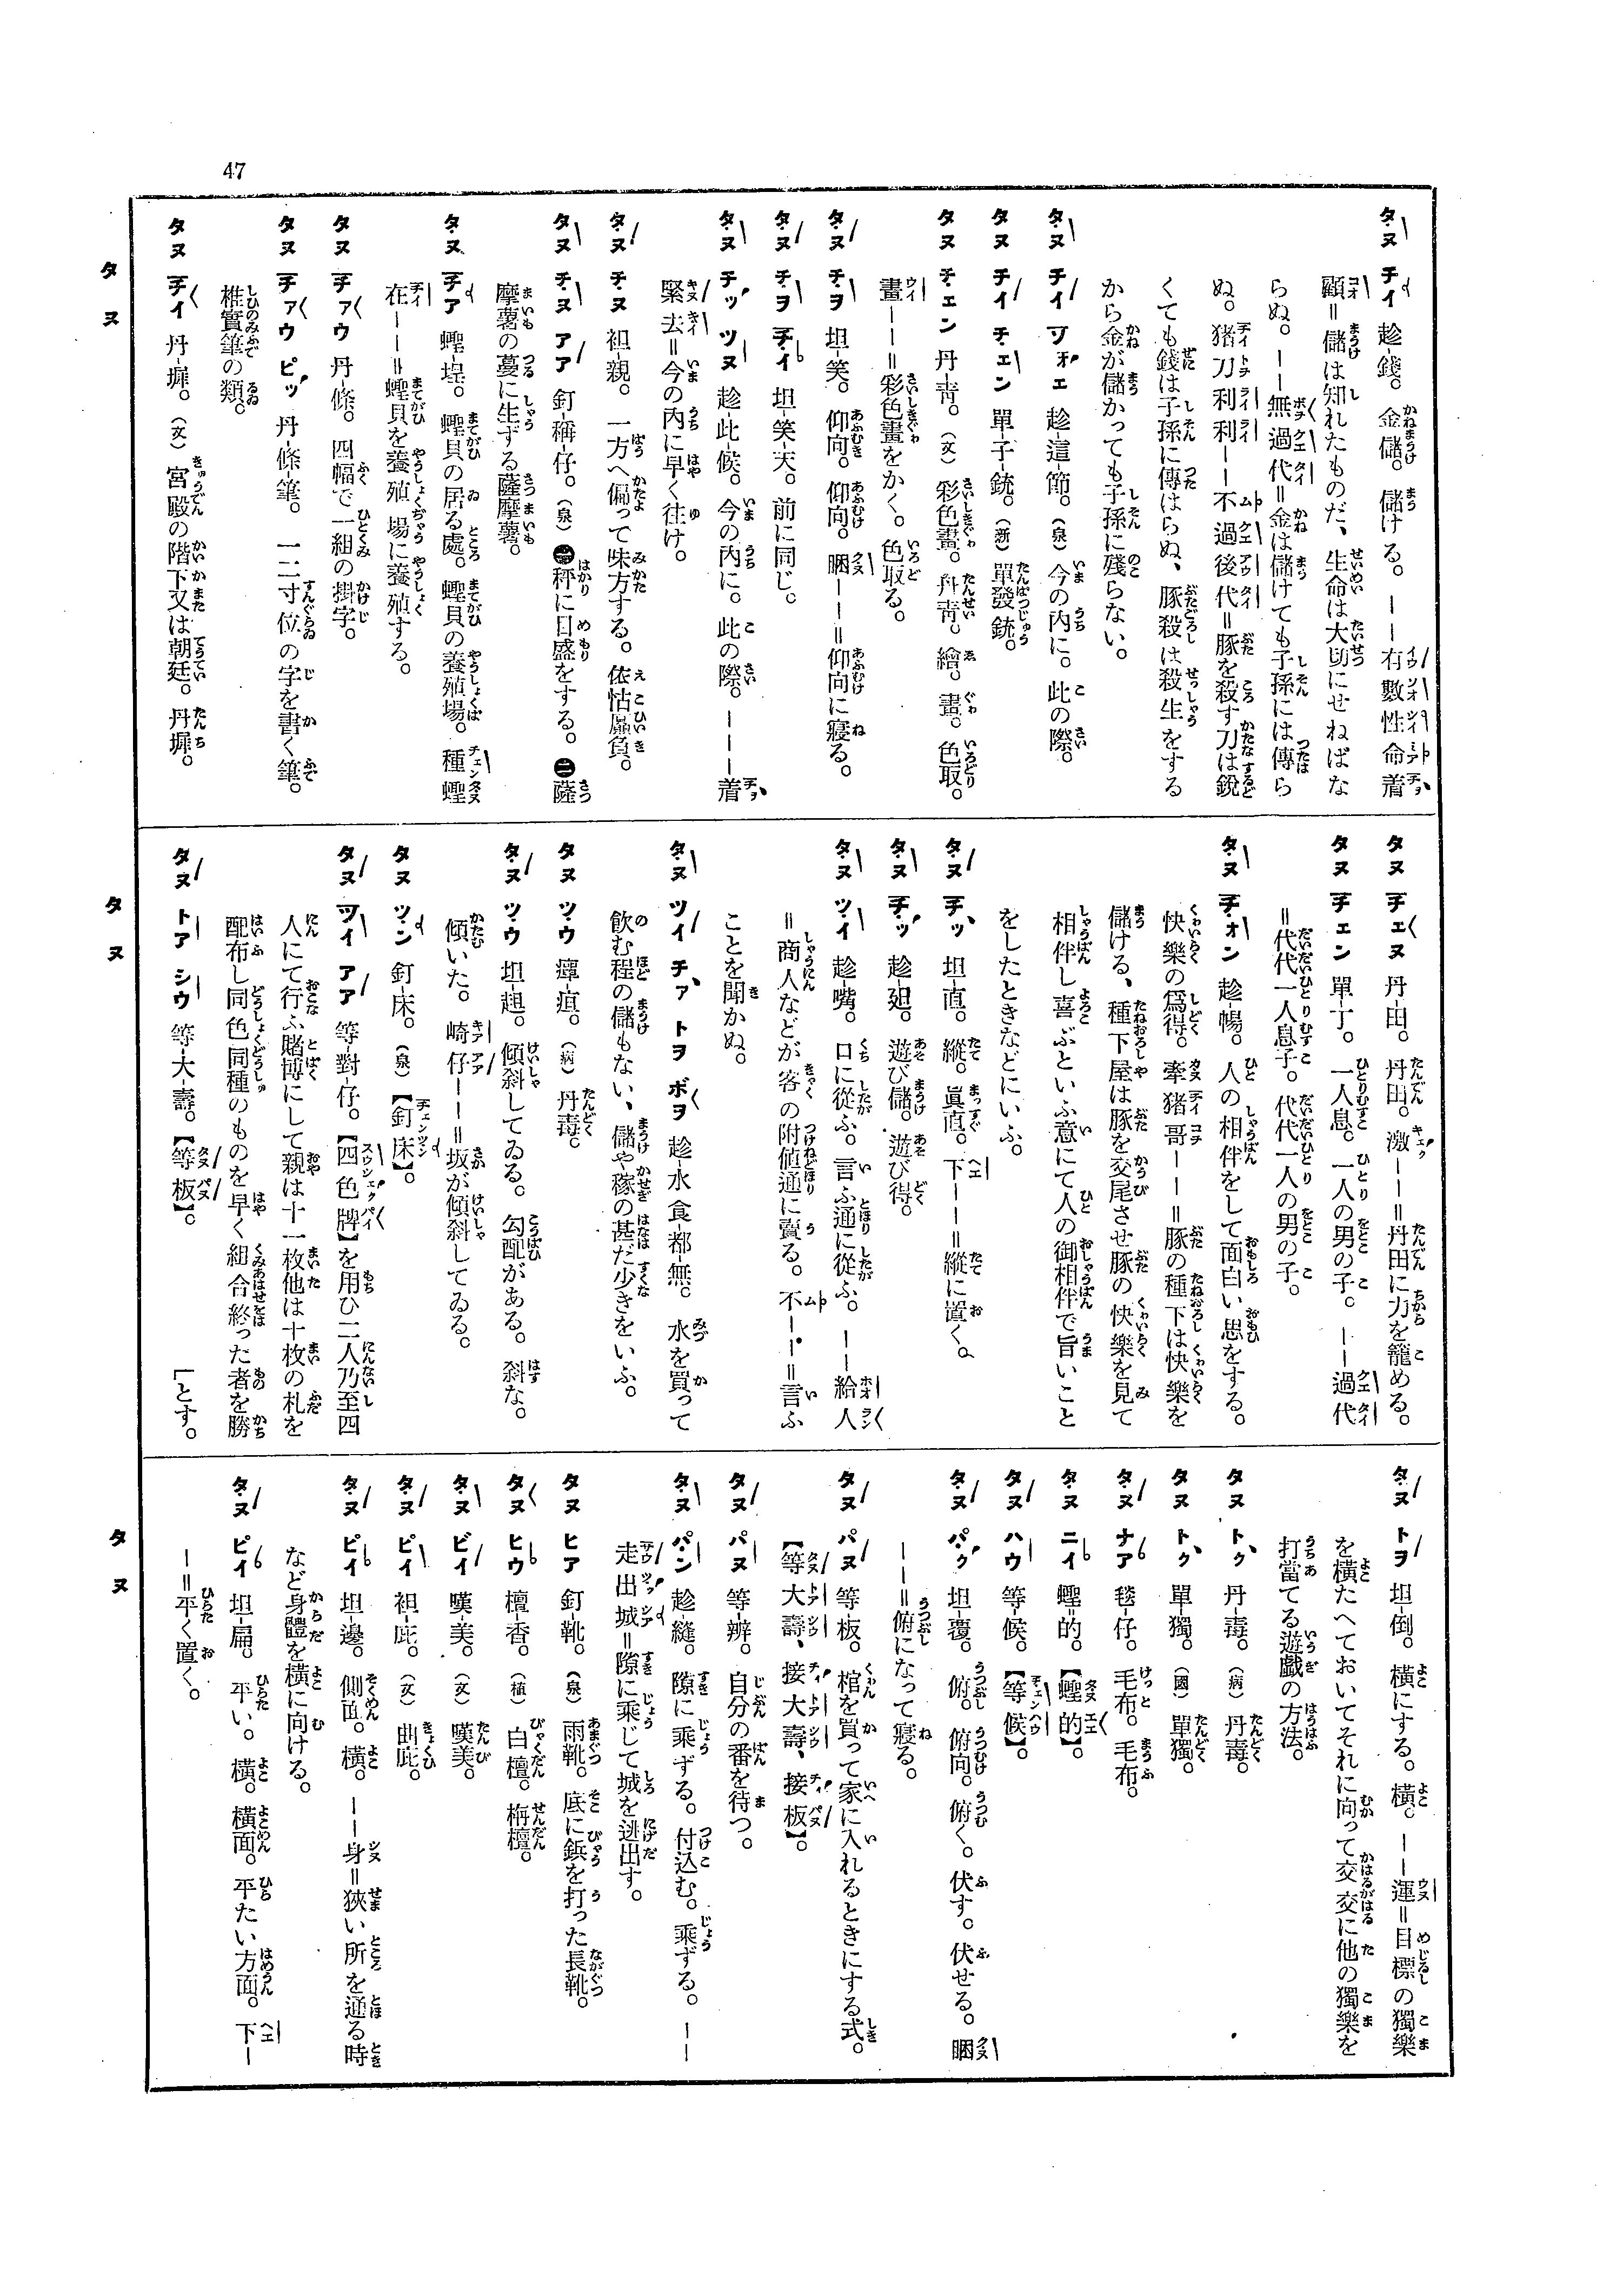 47
タヌ チイ 趁-錢。金儲。儲ける。——有數性命着
顧=儲は知れたものだ、生命は大切にせねばな
らぬ。——無過代=金は儲けても子孫には傳ら
ぬ。猪刀利利——不過後代=豚を殺す刀は銳
くても錢は子孫に傳はらぬ、豚殺は殺生をする
から金が儲かっても子孫に殘らない。
タヌ チイ ツオェ 趁-這-節。(泉)今の內に。此の際。
タヌ チイ チェン 單-子-銃。(新)單發銃。
タヌ チェン 丹-靑。(文)彩色畫。丹靑。繪。畫。色取。
畫——=彩色畫をかく。色取る。
タヌ チヲ 坦-笑。仰向。仰向。睏——=仰向に寢る。
タヌ チヲ チイ 坦-笑-天。前に同じ。
タヌ チッ ツヌ 趁-此-候。今の內に。此の際。———着
緊去=今の內に早く往け。
タヌ チヌ 袒-親。一方へ偏って味方する。依怙贔負。
タヌ チヌ アア 釘-稱-仔。(泉)㊀秤に目盛をする。㊁薩
摩薯の蔓に生ずる薩摩薯。
タヌ チア 蟶-埕。蟶貝の居る處。蟶貝の養殖場。種蟶
在——=蟶貝を養殖場に養殖する。
タヌ チァウ 丹-條。四幅で一組の掛字。
タヌ チァウ ピッ 丹-條-筆。一二寸位の字を書く筆。
椎實筆の類。
タヌ チイ 丹-墀。(文)宮殿の階下又は朝廷。丹墀。
タヌ
タヌ チェヌ 丹-田。丹田。激——=丹田に力を籠める。
タヌ チェン 單-丁。一人息。一人の男の子。——過代
=代代一人息子。代代一人の男の子。
タヌ チォン 趁-暢。人の相伴をして面白い思をする。
快樂の爲得。牽猪哥——=豚の種下は快樂を
儲ける、種下屋は豚を交尾させ豚の快樂を見て
相伴し喜ぶといふ意にて人の御相伴で旨いこと
をしたときなどにいふ。
タヌ チッ 坦-直。縱。眞直。下——=縱に置く。
タヌ チッ 趁-𨑨。遊び儲。遊び得。
タヌ ツイ 趁-嘴。口に從ふ。言ふ通に從ふ。——給人
=商人などが客の附値通に賣る。不——=言ふ
ことを聞かぬ。
タヌ ツイ チァ トヲ ボヲ 趁-水-食-都-無。水を買って
飮む程の儲もない、儲や稼の甚だ少きをいふ。
タヌ ツウ 癉-疽。(病)丹毒。
タヌ ツウ 坦-趄。傾斜してゐる。勾配がある。斜な。
傾いた。崎仔——=坂が傾斜してゐる。
タヌ ツン 釘-床。(泉)【釘床】。
タヌ ツイ アア 等-對-仔。【四色牌】を用ひ二人乃至四
人にて行ふ賭博にして親は十一枚他は十枚の札を
配布し同色同種のものを早く組合終った者を勝
タヌ トア シウ 等-大-壽。【等板】。 [とす。
タヌ
タヌ トヲ 坦-倒。橫にする。橫。——運=目標の獨樂
を橫たへておいてそれに向って交交に他の獨樂を
打當てる遊戲の方法。
タヌ トク 丹-毒。(病)丹毒。
タヌ トク 單-獨。(國)單獨。
タヌ ナア 毯-仔。毛布。毛布。
タヌ ニイ 蟶=的。【蟶的】。
タヌ ハウ 等-候。【等候】。
タヌ パク 坦-覆。俯。俯向。俯く。伏す。伏せる。睏
——=俯になって寢る。
タヌ パヌ 等-板。棺を買って家に入れるときにする式。
【等大壽、接大壽、接板】。
タヌ パヌ 等-辨。自分の番を待つ。
タヌ パン 趁-縫。隙に乘ずる。付込む。乘ずる。——
走出城=隙に乘じて城を逃出す。
タヌ ヒア 釘-靴。(泉)雨靴。底に鋲を打った長靴。
タヌ ヒウ 檀-香。(植)白檀。栴檀。
タヌ ビイ 嘆-美。(文)嘆美。
タヌ ピイ 袒-庇。(文)曲庇。
タヌ ピイ 坦-邊。側面。橫。——身=狹い所を通る時
など身體を橫に向ける。
タヌ ピイ 坦-扁。平い。橫。橫面。平たい方面。下—
—=平く置く。
タヌ